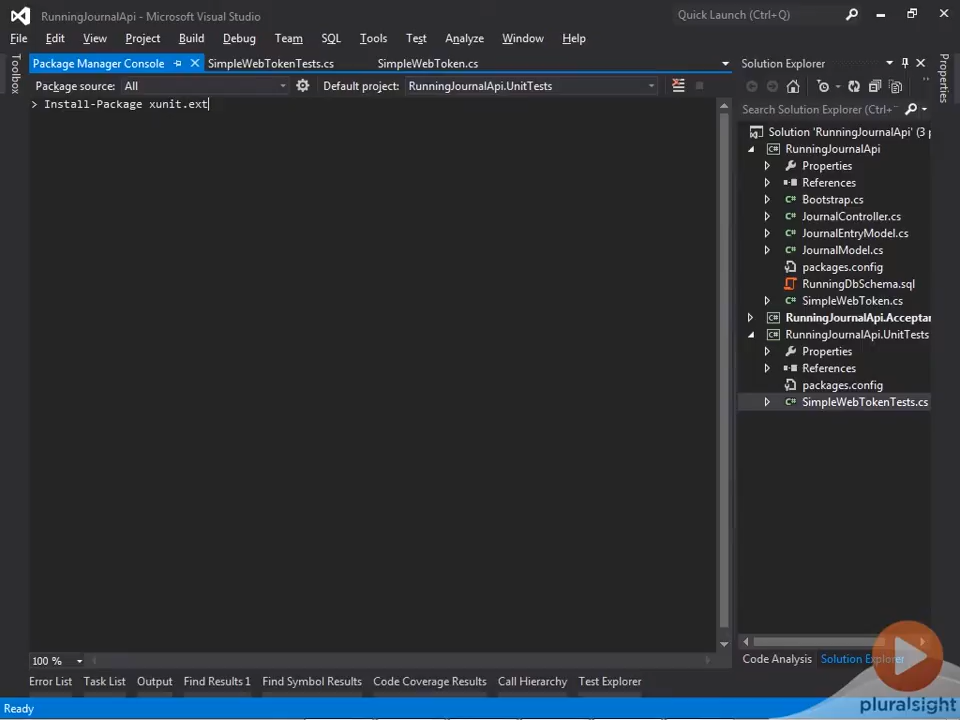 RunningJournalApi - Microsoft Visual Studio
Quick Launch (Ctrl+Q)
File Edit View Project Build Debug Team SQL Tools Test Analyze Window Help
Toolbox
Package Manager Console
SimpleWebTokenTests.cs
SimpleWebToken.cs
Package source: All
Default project: RunningJournalApi.UnitTests
> Install-Package xunit.ext
100 %
Solution Explorer
Search Solution Explorer (Ctrl+
Solution 'RunningJournalApi' (3 p
RunningJournalApi
Properties
References
Bootstrap.cs
JournalController.cs
JournalEntryModel.cs
JournalModel.cs
packages.config
RunningDbSchema.sql
SimpleWebToken.cs
RunningJournalApi.Acceptan
RunningJournalApi.UnitTests
Properties
References
packages.config
SimpleWebTokenTests.cs
Properties
Code Analysis Solution Explorer
Error List Task List Output Find Results 1 Find Symbol Results Code Coverage Results Call Hierarchy Test Explorer
Ready
pluralsight